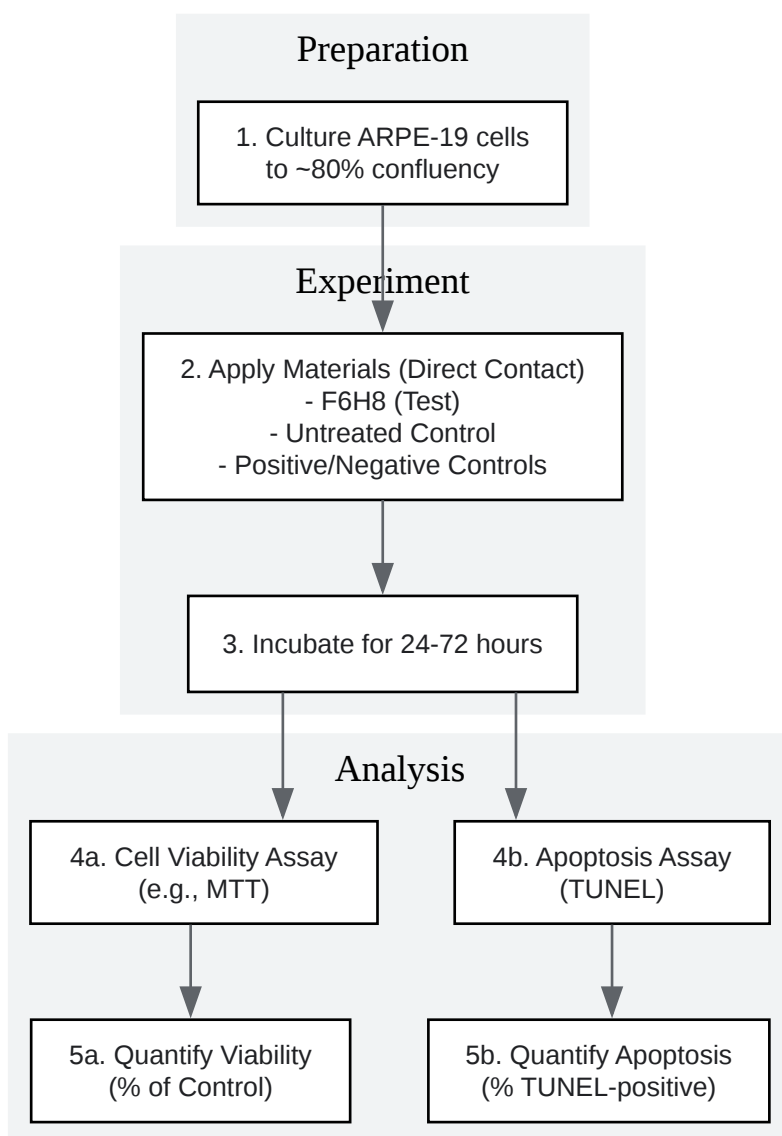 Preparation
1. Culture ARPE-19 cells
to ~80% confluency
Experiment
2. Apply Materials (Direct Contact)
- F6H8 (Test)
- Untreated Control
- Positive/Negative Controls
3. Incubate for 24-72 hours
Analysis
4a. Cell Viability Assay
(e.g., MTT)
4b. Apoptosis Assay
(TUNEL)
5a. Quantify Viability
(% of Control)
5b. Quantify Apoptosis
(% TUNEL-positive)